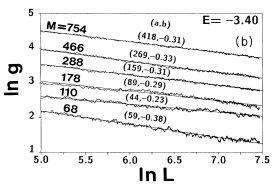 M=754 (a,b) E= −3.40
(418,-0.31) (b)
466 (269,-0.33)
288 (159,-0.31)
178 (89,-0.29)
110 (44,-0.23)
68 (59,-0.38)
ln g
5
4
3
2
1
5.0 5.5 6.0 6.5 7.0 7.5
ln L